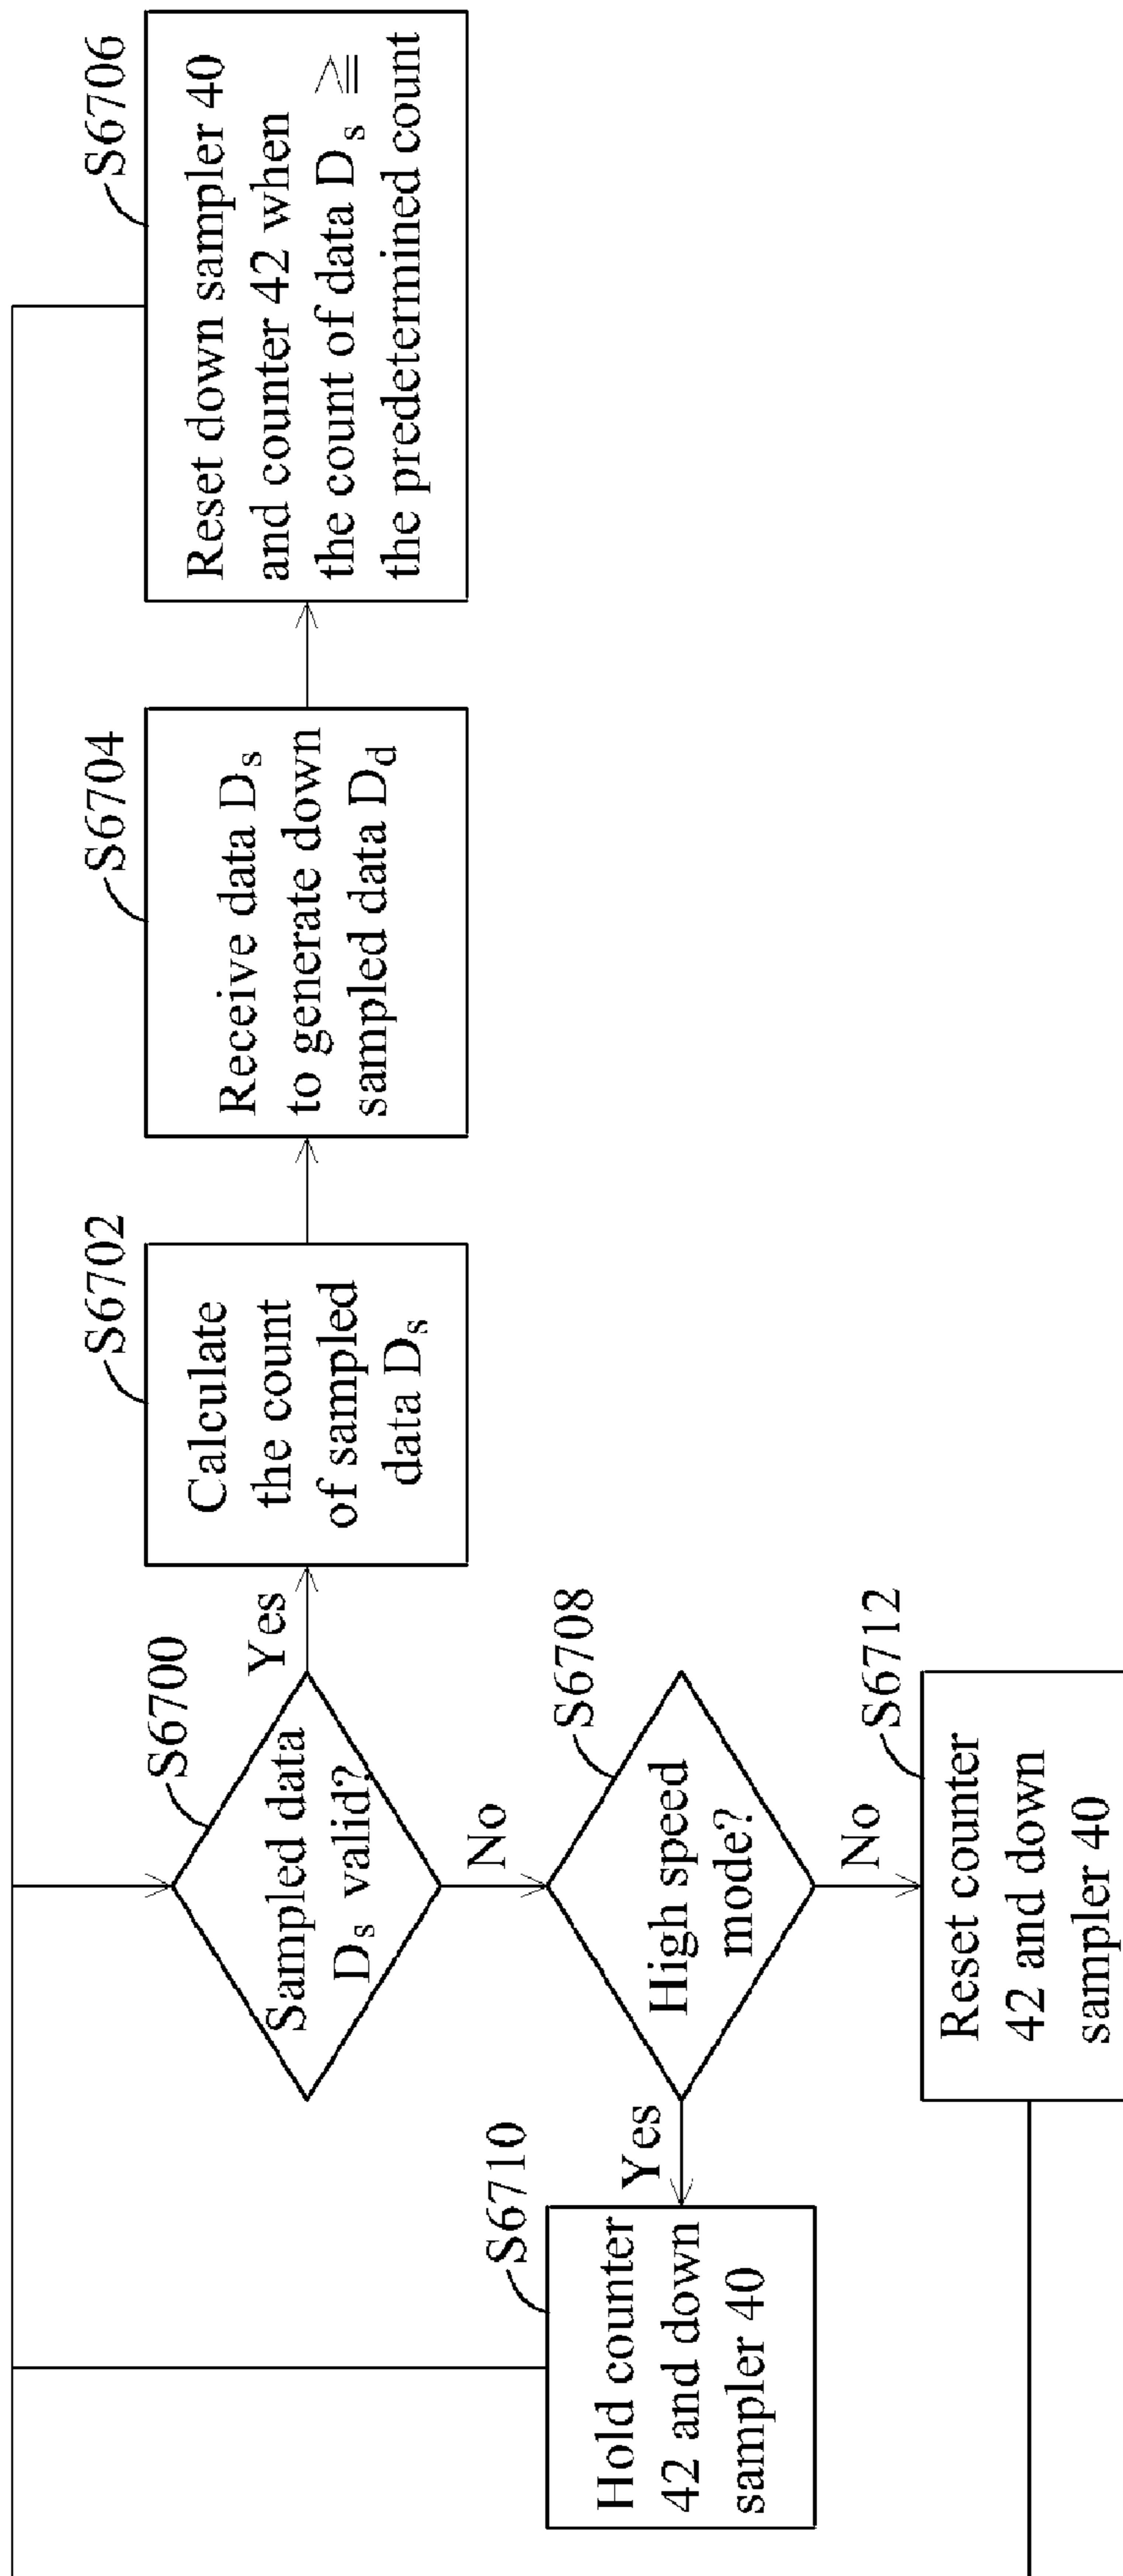 S6700
Sampled data
Dₛ valid?
Yes
S6702
Calculate
the count
of sampled
data Dₛ
S6704
Receive data Dₛ
to generate down
sampled data D_d
S6706
Reset down sampler 40
and counter 42 when
the count of data Dₛ ≧
the predetermined count
No
S6708
High speed
mode?
Yes
S6710
Hold counter
42 and down
sampler 40
No
S6712
Reset counter
42 and down
sampler 40